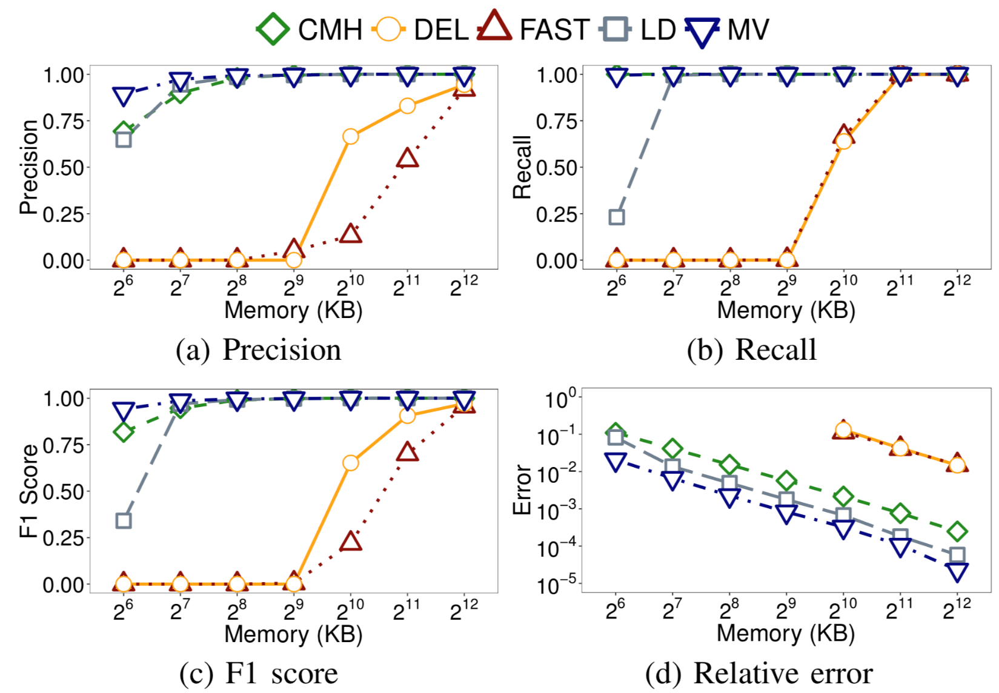 CMH DEL FAST LD MV
Precision
1.00
0.75
0.50
0.25
0.00
2^6 2^7 2^8 2^9 2^10 2^11 2^12
Memory (KB)
(a) Precision
Recall
1.00
0.75
0.50
0.25
0.00
2^6 2^7 2^8 2^9 2^10 2^11 2^12
Memory (KB)
(b) Recall
F1 Score
1.00
0.75
0.50
0.25
0.00
2^6 2^7 2^8 2^9 2^10 2^11 2^12
Memory (KB)
(c) F1 score
Error
10^0
10^−1
10^−2
10^−3
10^−4
10^−5
2^6 2^7 2^8 2^9 2^10 2^11 2^12
Memory (KB)
(d) Relative error